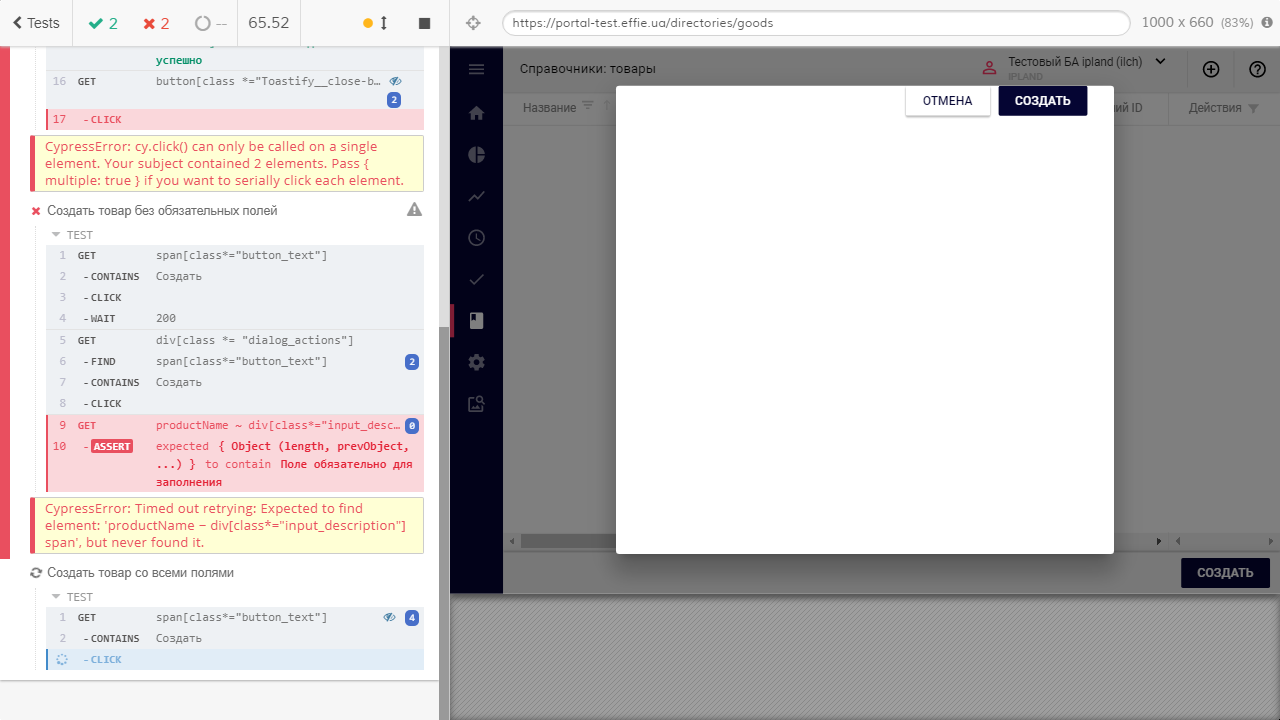 Tests
2
2
--
65.52
https://portal-test.effie.ua/directories/goods
1000 x 660 (83%)
успешно
16 GET button[class *="Toastify__close-b…
2
17 -CLICK
CypressError: cy.click() can only be called on a single
element. Your subject contained 2 elements. Pass {
multiple: true } if you want to serially click each element.
Создать товар без обязательных полей
TEST
1 GET span[class*="button_text"]
2 -CONTAINS Создать
3 -CLICK
4 -WAIT 200
5 GET div[class *= "dialog_actions"]
6 -FIND span[class*="button_text"] 2
7 -CONTAINS Создать
8 -CLICK
9 GET productName ~ div[class*="input_desc… 0
10 -ASSERT expected { Object (length, prevObject,
...) } to contain Поле обязательно для
заполнения
CypressError: Timed out retrying: Expected to find
element: 'productName ~ div[class*="input_description"]
span', but never found it.
Создать товар со всеми полями
TEST
1 GET span[class*="button_text"] 4
2 -CONTAINS Создать
-CLICK
Справочники: товары
Тестовый БА ipland (ilch)
IPLAND
Название
ий ID
Действия
ОТМЕНА
СОЗДАТЬ
СОЗДАТЬ